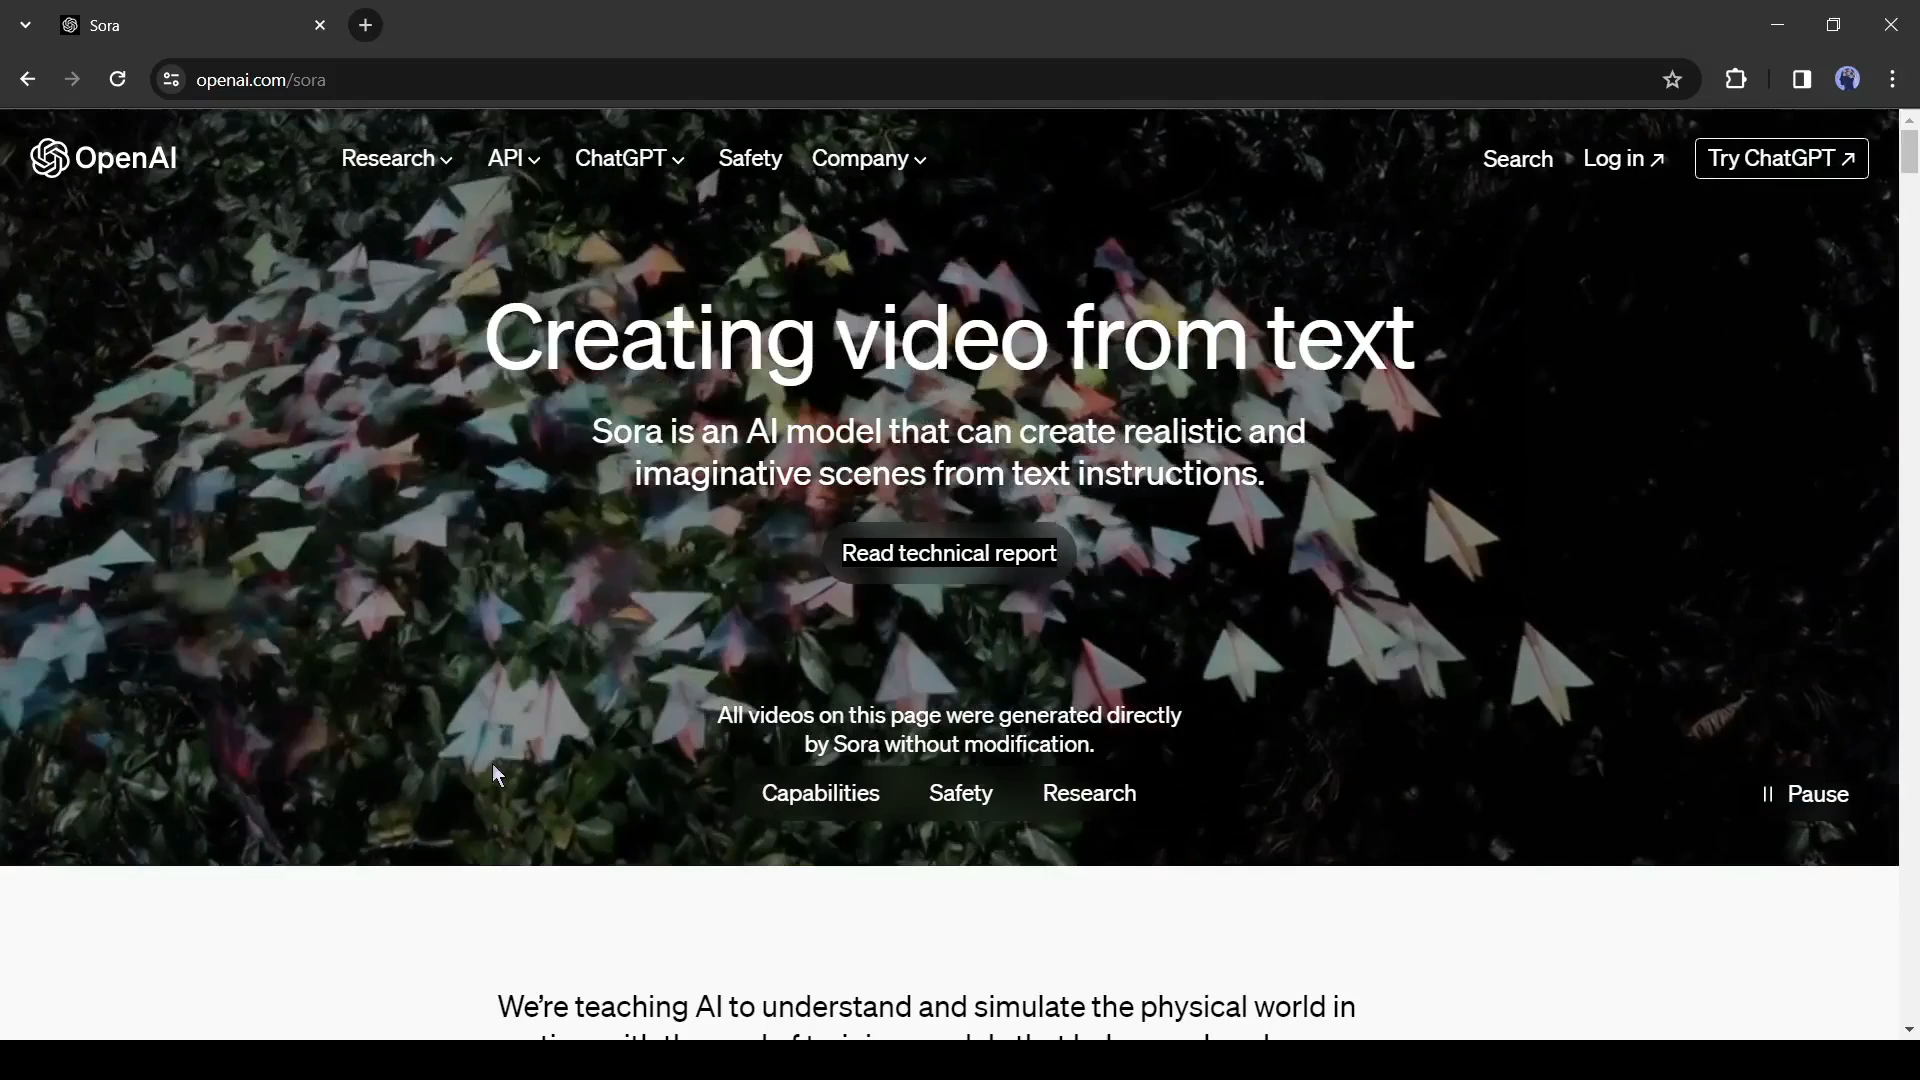 Sora
openai.com/sora
OpenAI Research API ChatGPT Safety Company Search Log in Try ChatGPT
Creating video from text
Sora is an AI model that can create realistic and
imaginative scenes from text instructions.
Read technical report
All videos on this page were generated directly
by Sora without modification.
Capabilities Safety Research Pause
We’re teaching AI to understand and simulate the physical world in